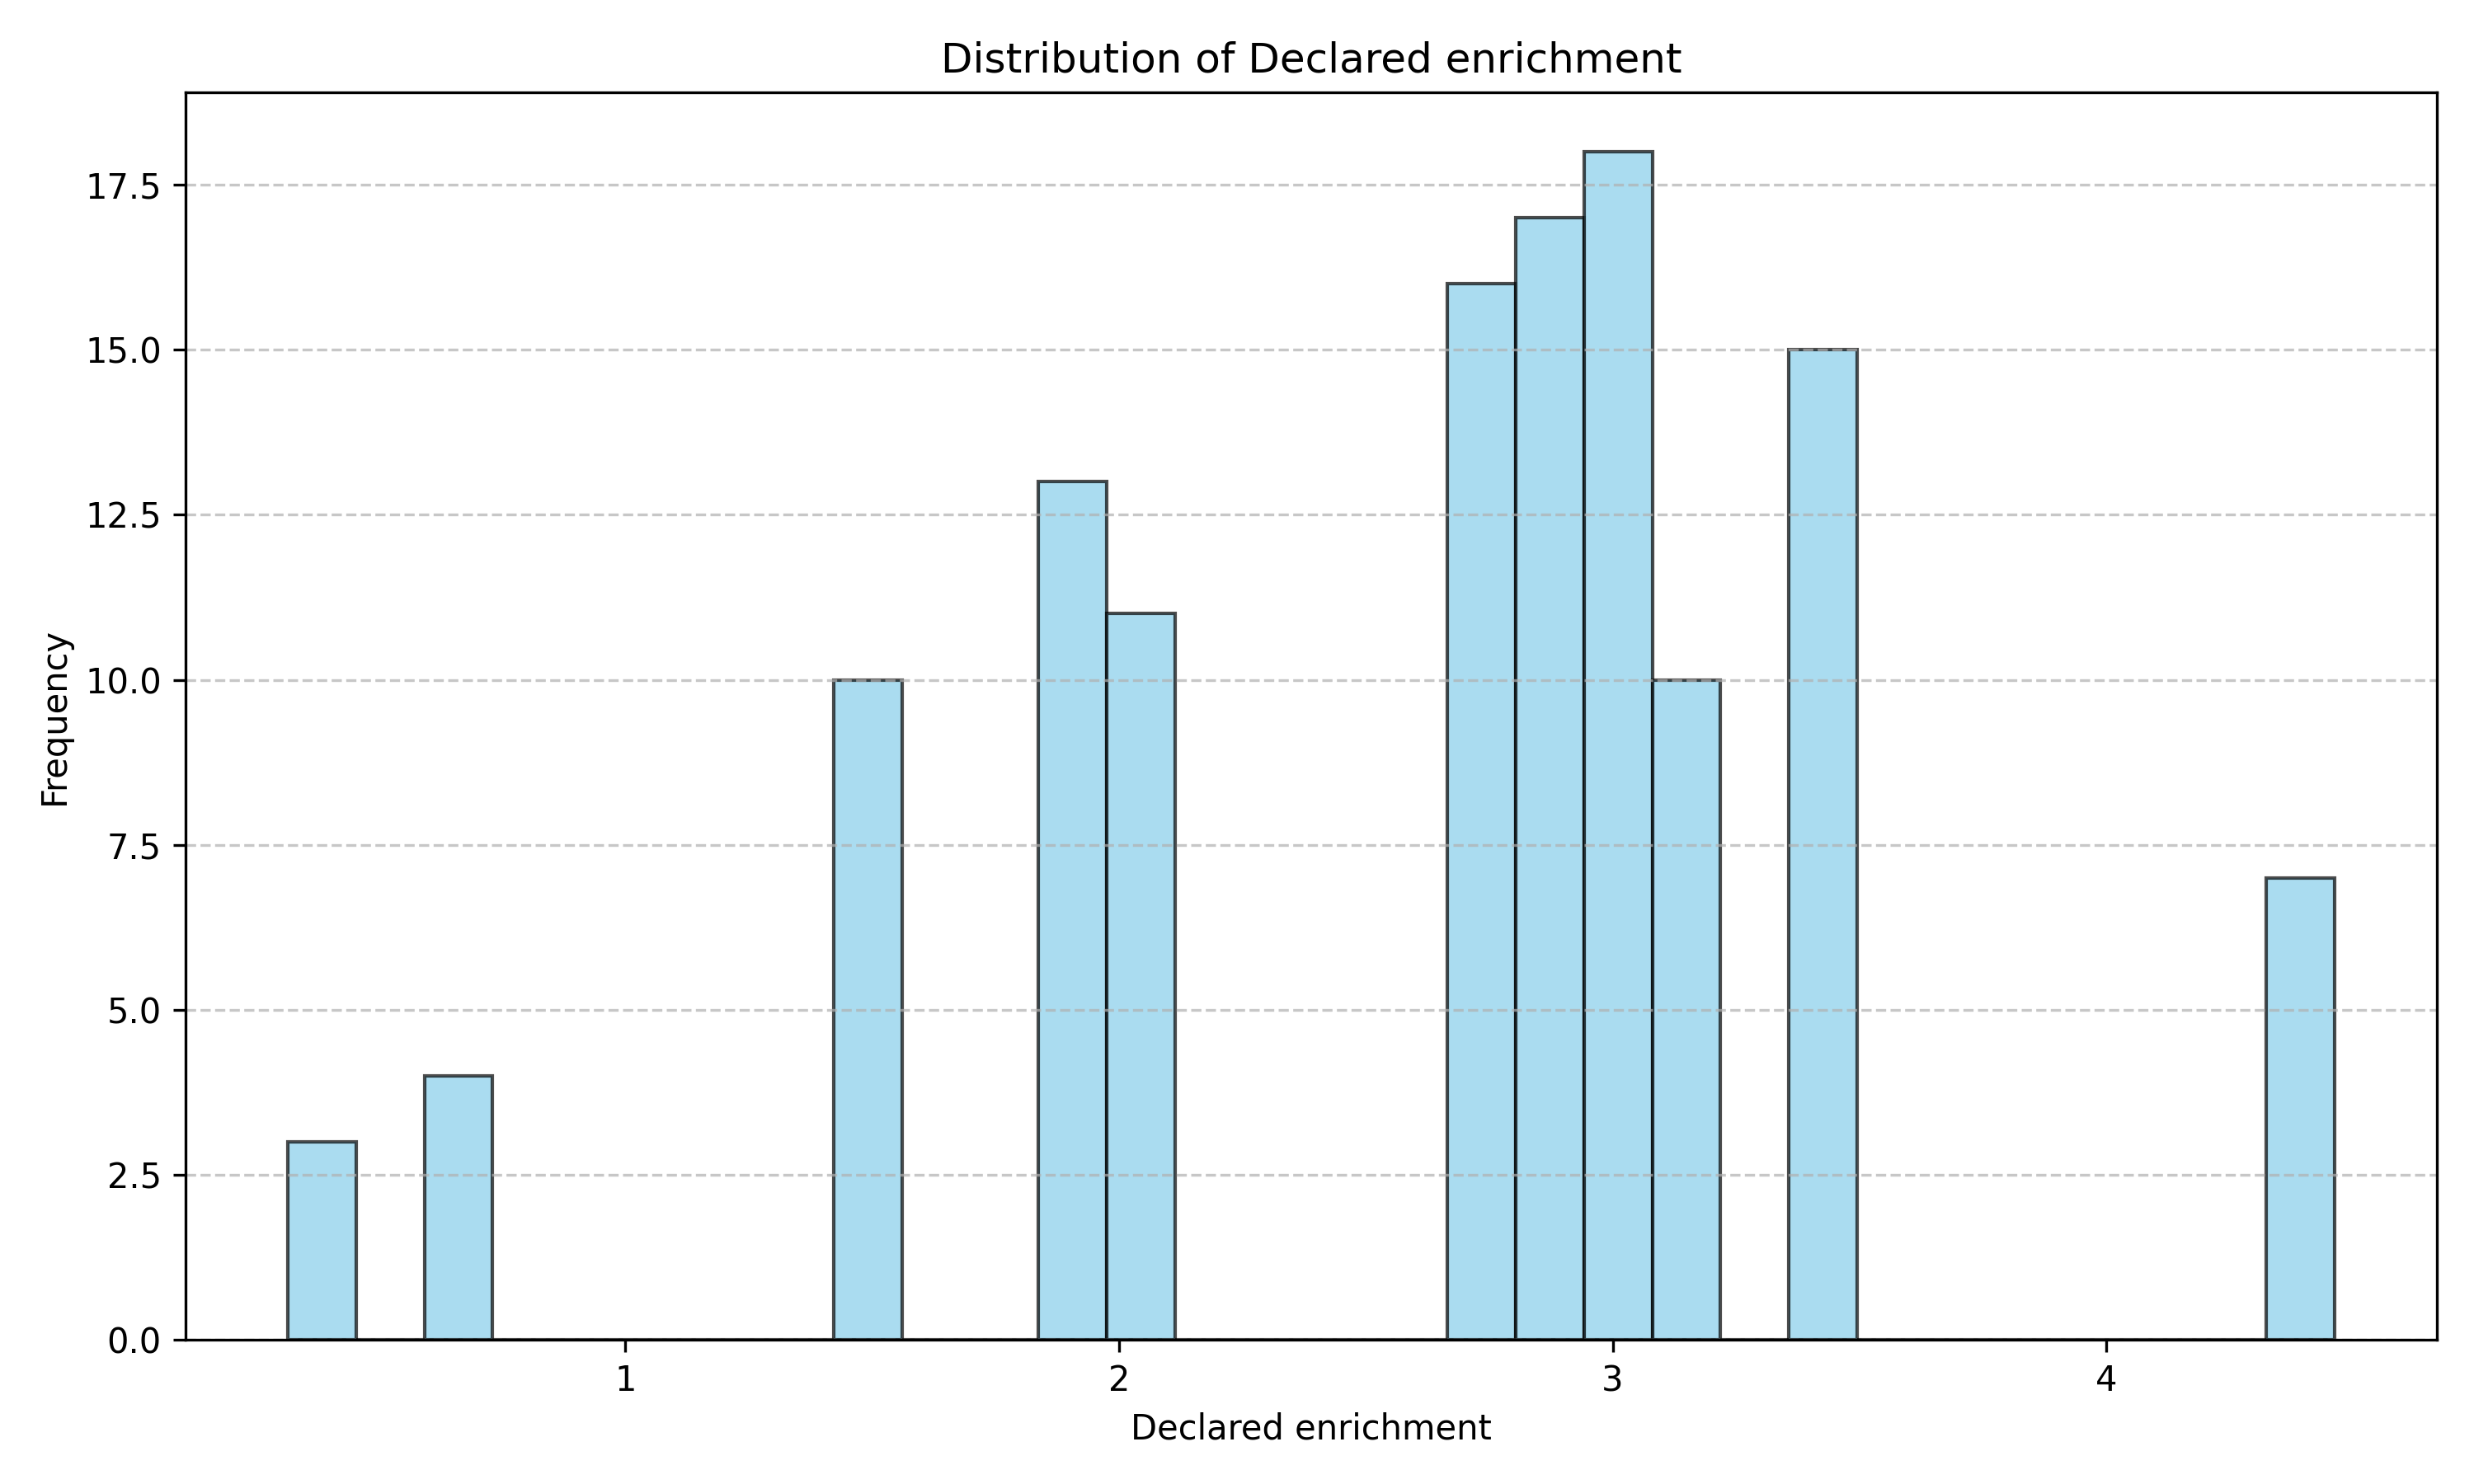 Distribution of Declared enrichment
17.5
15.0
12.5
10.0
7.5
5.0
2.5
0.0
Frequency
1 2 3 4
Declared enrichment